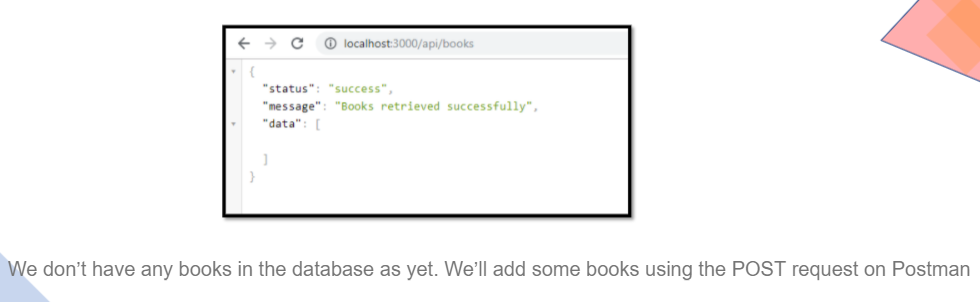 localhost:3000/api/books
{
"status": "success",
"message": "Books retrieved successfully",
"data": [
]
}
We don’t have any books in the database as yet. We’ll add some books using the POST request on Postman